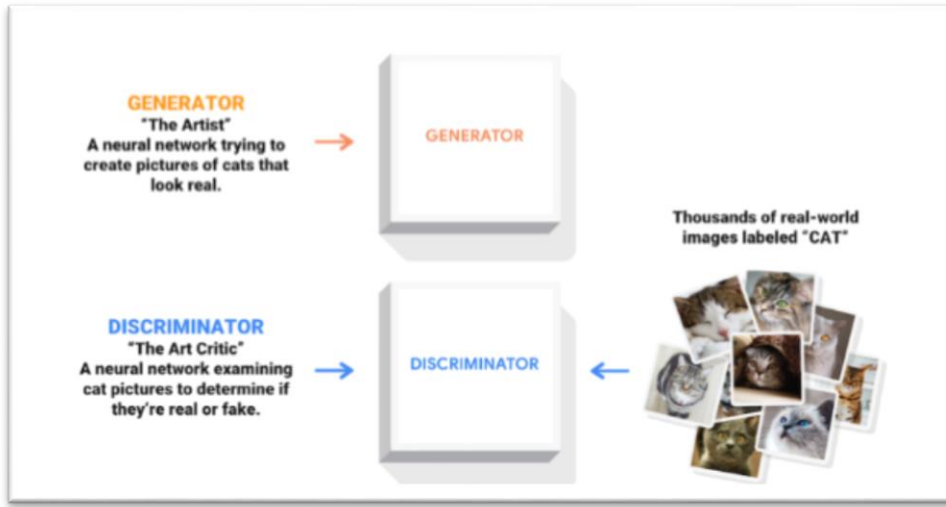 GENERATOR
"The Artist"
A neural network trying to
create pictures of cats that
look real.
GENERATOR
Thousands of real-world
images labeled "CAT"
DISCRIMINATOR
"The Art Critic"
A neural network examining
cat pictures to determine if
they're real or fake.
DISCRIMINATOR